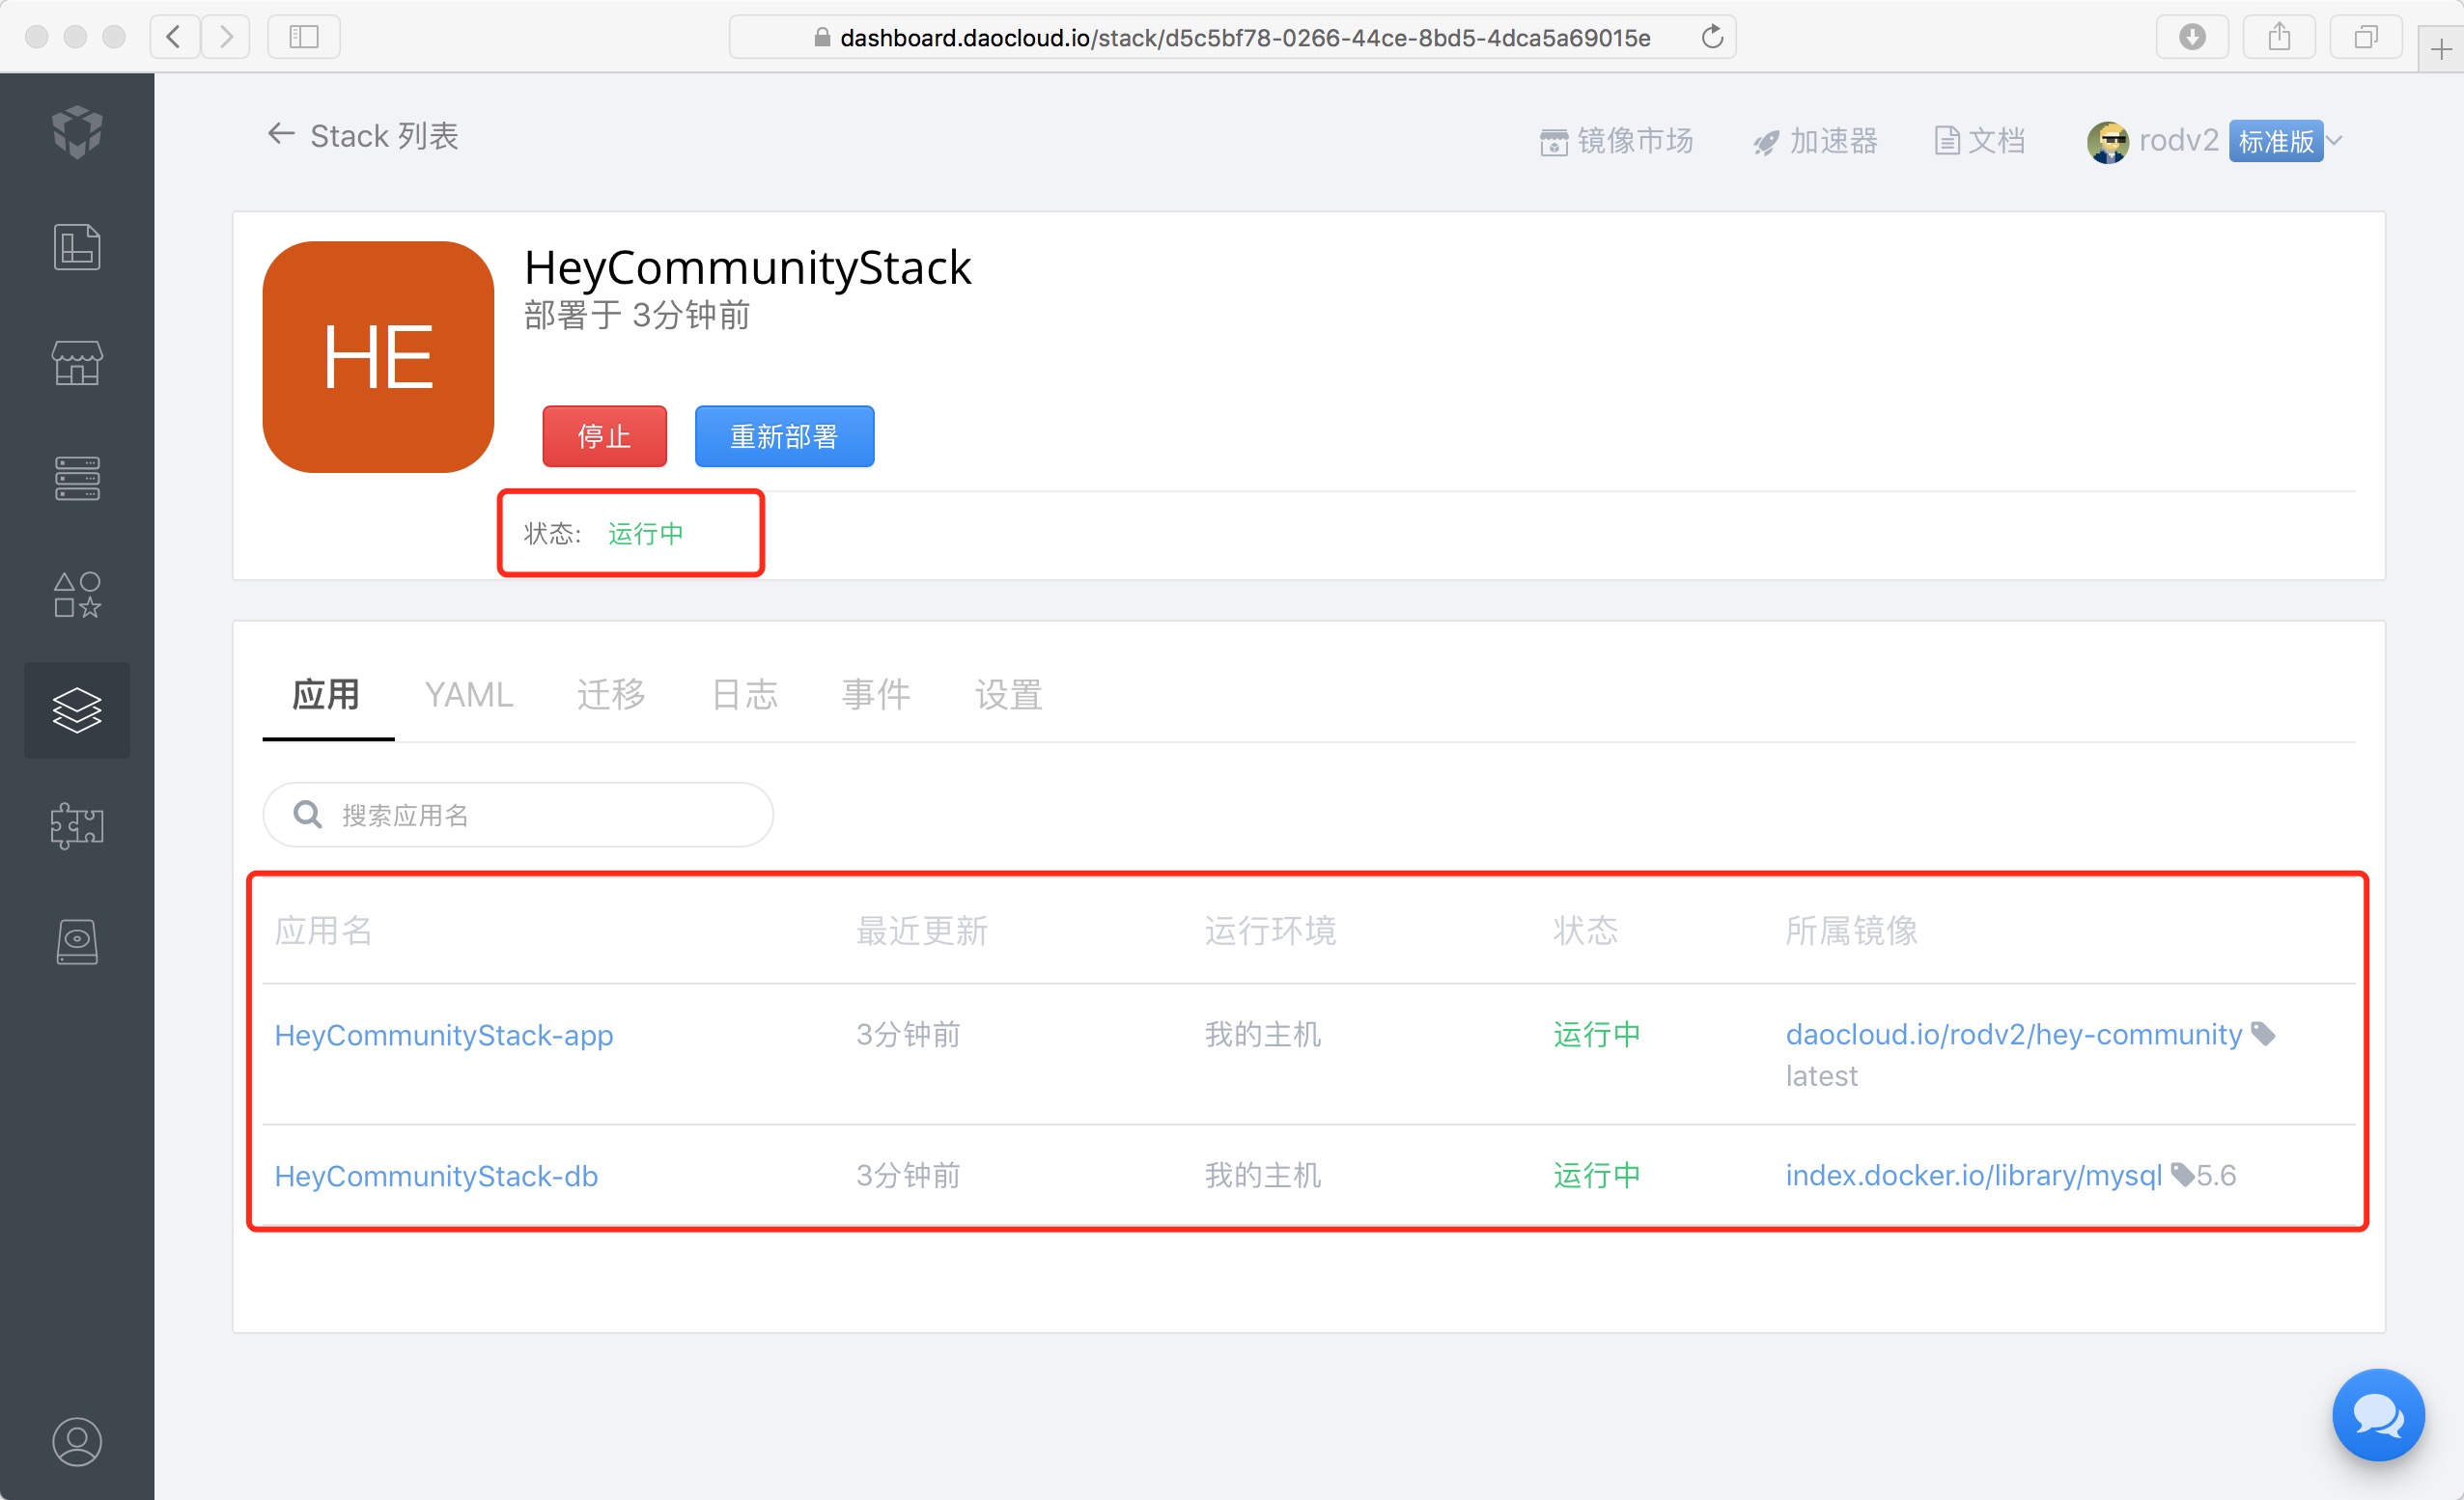 dashboard.daocloud.io/stack/d5c5bf78-0266-44ce-8bd5-4dca5a69015e
Stack 列表
镜像市场 加速器 文档 rodv2 标准版
HE
HeyCommunityStack
部署于 3分钟前
停止 重新部署
状态: 运行中
应用 YAML 迁移 日志 事件 设置
搜索应用名
应用名 最近更新 运行环境 状态 所属镜像
HeyCommunityStack-app 3分钟前 我的主机 运行中 daocloud.io/rodv2/hey-community
latest
HeyCommunityStack-db 3分钟前 我的主机 运行中 index.docker.io/library/mysql 5.6